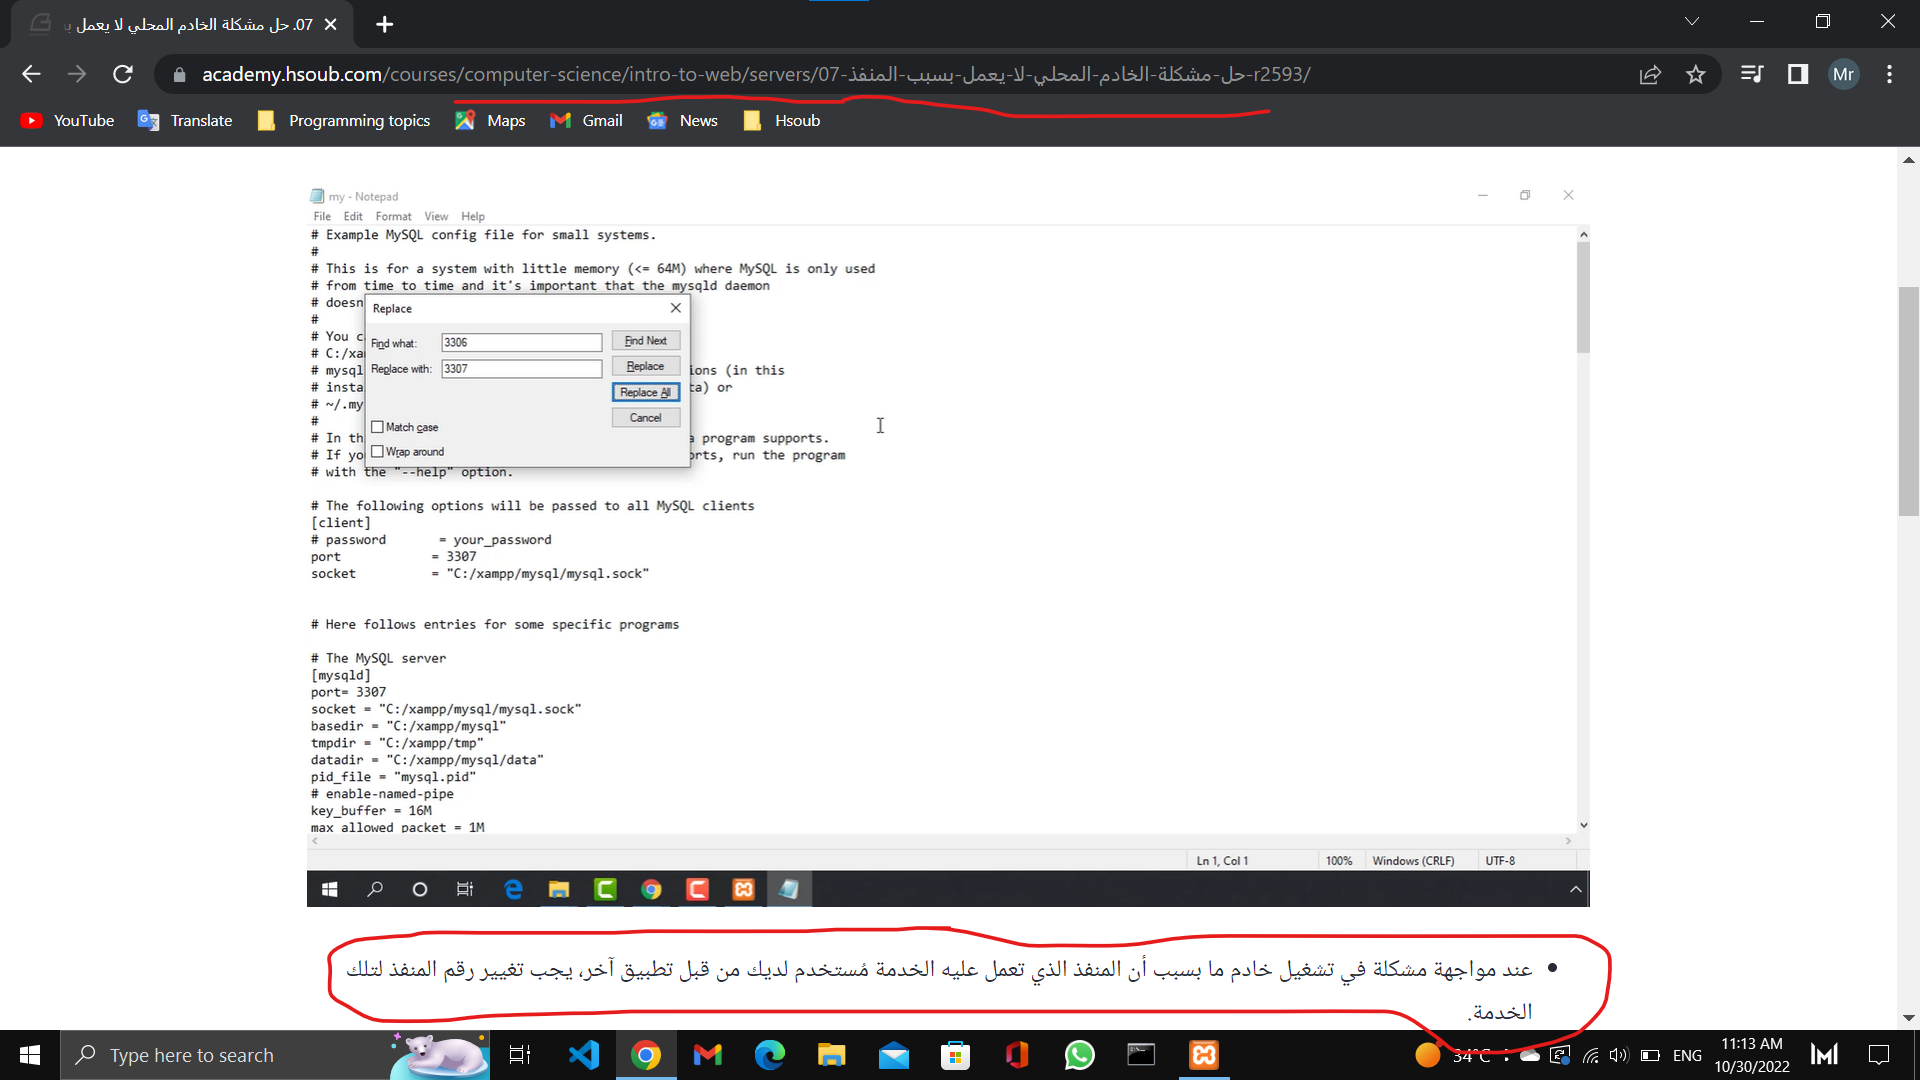 07. حل مشكلة الخادم المحلي لا يعمل
academy.hsoub.com/courses/computer-science/intro-to-web/servers/07-حل-مشكلة-الخادم-المحلي-لا-يعمل-بسبب-المنفذ-r2593/
Mr
YouTube Translate Programming topics Maps Gmail News Hsoub
my - Notepad
File Edit Format View Help
# Example MySQL config file for small systems.
#
# This is for a system with little memory (<= 64M) where MySQL is only used
# from time to time and it's important that the mysqld daemon
# doesn
#
# You c
# C:/xa
# mysql ions (in this
# insta ta) or
# ~/.my
#
# In th a program supports.
# If yo orts, run the program
# with the "--help" option.
Replace
Find what: 3306 Find Next
Replace with: 3307 Replace
Replace All
Cancel
Match case
Wrap around
# The following options will be passed to all MySQL clients
[client]
# password = your_password
port = 3307
socket = "C:/xampp/mysql/mysql.sock"
# Here follows entries for some specific programs
# The MySQL server
[mysqld]
port= 3307
socket = "C:/xampp/mysql/mysql.sock"
basedir = "C:/xampp/mysql"
tmpdir = "C:/xampp/tmp"
datadir = "C:/xampp/mysql/data"
pid_file = "mysql.pid"
# enable-named-pipe
key_buffer = 16M
max_allowed_packet = 1M
Ln 1, Col 1 100% Windows (CRLF) UTF-8
• عند مواجهة مشكلة في تشغيل خادم ما بسبب أن المنفذ الذي تعمل عليه الخدمة مُستخدم لديك من قبل تطبيق آخر، يجب تغيير رقم المنفذ لتلك
الخدمة.
Type here to search
34°C
ENG
11:13 AM
10/30/2022